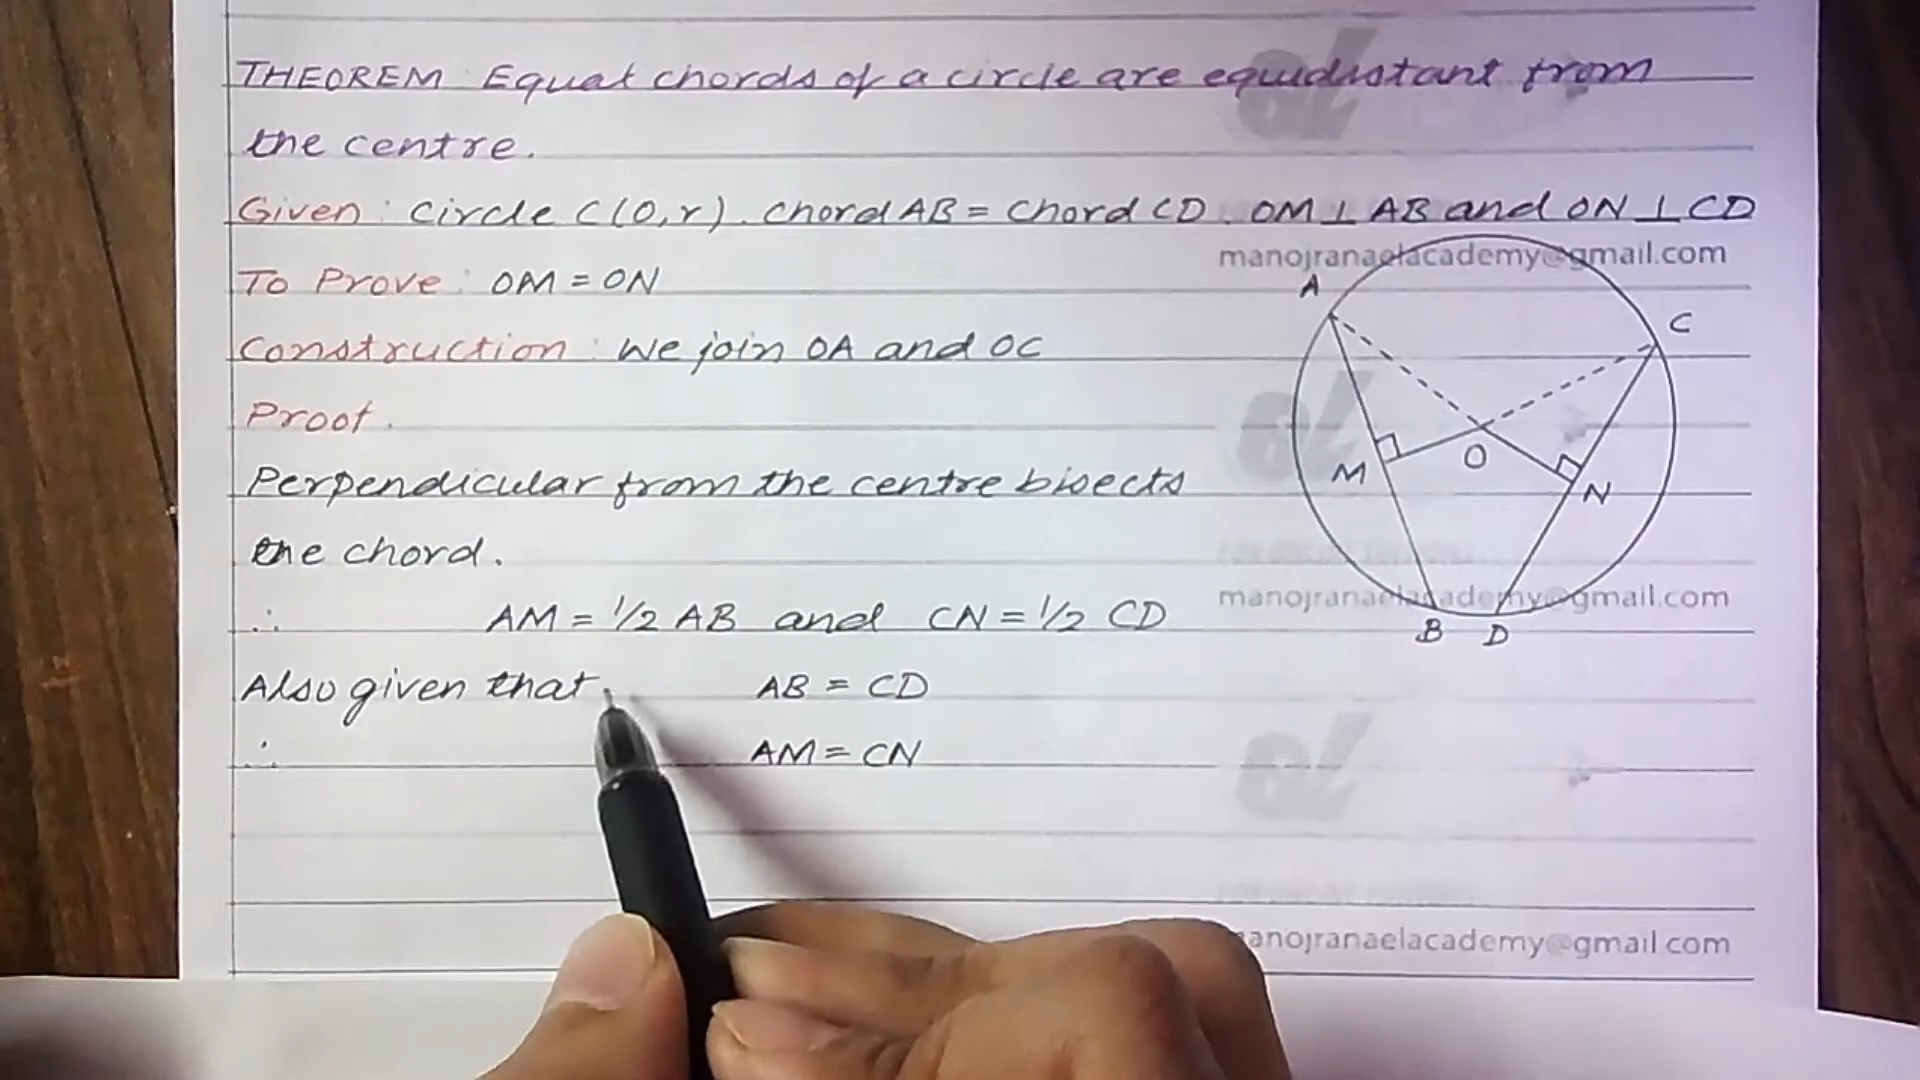 THEOREM: Equal chords of a circle are equidistant from
the centre.
Given: Circle C(O,r). Chord AB = Chord CD. OM ⊥ AB and ON ⊥ CD
manojranaelacademy@gmail.com
To Prove: OM = ON
Construction: We join OA and OC
Proof.
Perpendicular from the centre bisects
the chord.
∴ AM = 1/2 AB and CN = 1/2 CD
Also given that, AB = CD
∴ AM = CN
A
C
M
O
N
B D
manojranaelacademy@gmail.com
anojranaelacademy@gmail.com